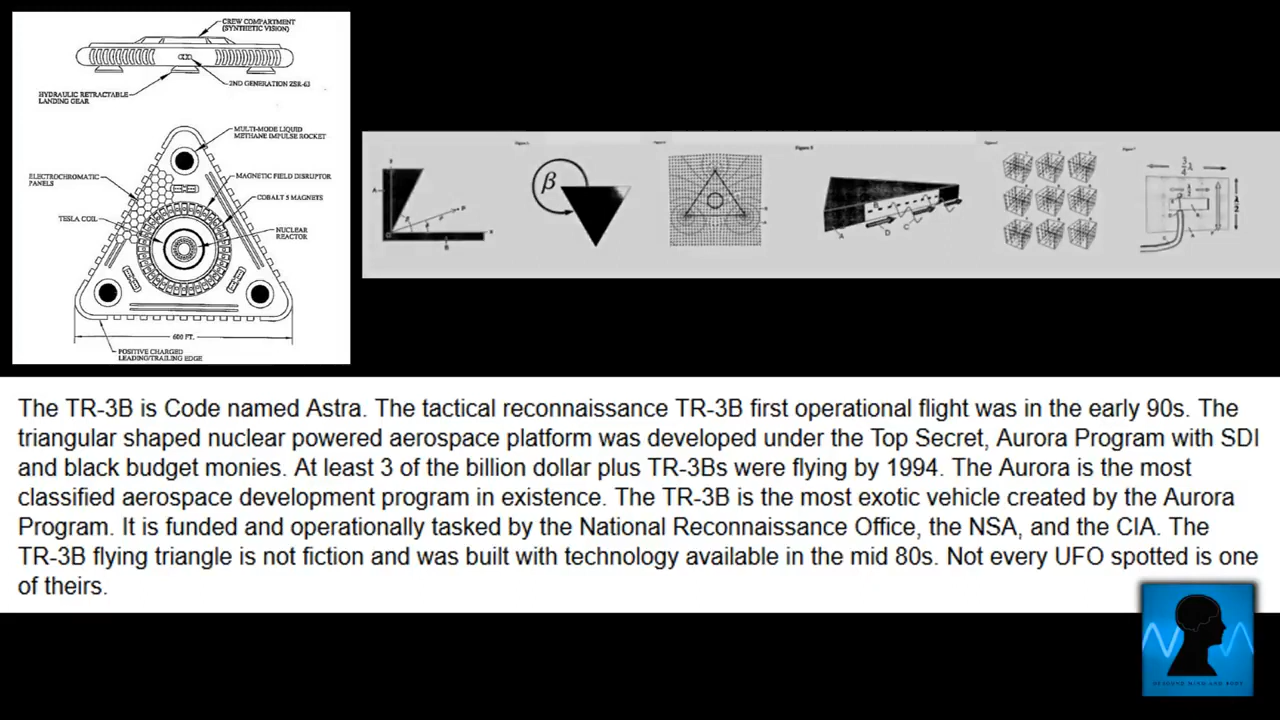 CREW COMPARTMENT
(SYNTHETIC VISION)
2ND GENERATION ZSR-63
HYDRAULIC RETRACTABLE
LANDING GEAR
MULTI-MODE LIQUID
METHANE IMPULSE ROCKET
ELECTROCHROMATIC
PANELS
MAGNETIC FIELD DISRUPTOR
COBALT 5 MAGNETS
TESLA COIL
NUCLEAR
REACTOR
600 FT.
POSITIVE CHARGED
LEADING/TRAILING EDGE
β
The TR-3B is Code named Astra. The tactical reconnaissance TR-3B first operational flight was in the early 90s. The
triangular shaped nuclear powered aerospace platform was developed under the Top Secret, Aurora Program with SDI
and black budget monies. At least 3 of the billion dollar plus TR-3Bs were flying by 1994. The Aurora is the most
classified aerospace development program in existence. The TR-3B is the most exotic vehicle created by the Aurora
Program. It is funded and operationally tasked by the National Reconnaissance Office, the NSA, and the CIA. The
TR-3B flying triangle is not fiction and was built with technology available in the mid 80s. Not every UFO spotted is one
of theirs.